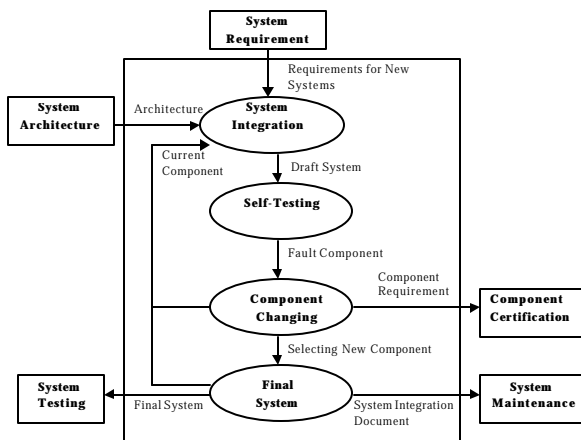 System
Requirement
Requirements for New
Systems
System
Architecture
Architecture
System
Integration
Current
Component
Draft System
Self-Testing
Fault Component
Component
Requirement
Component
Changing
Component
Certification
Selecting New Component
System
Testing
Final System
Final
System
System Integration
Document
System
Maintenance